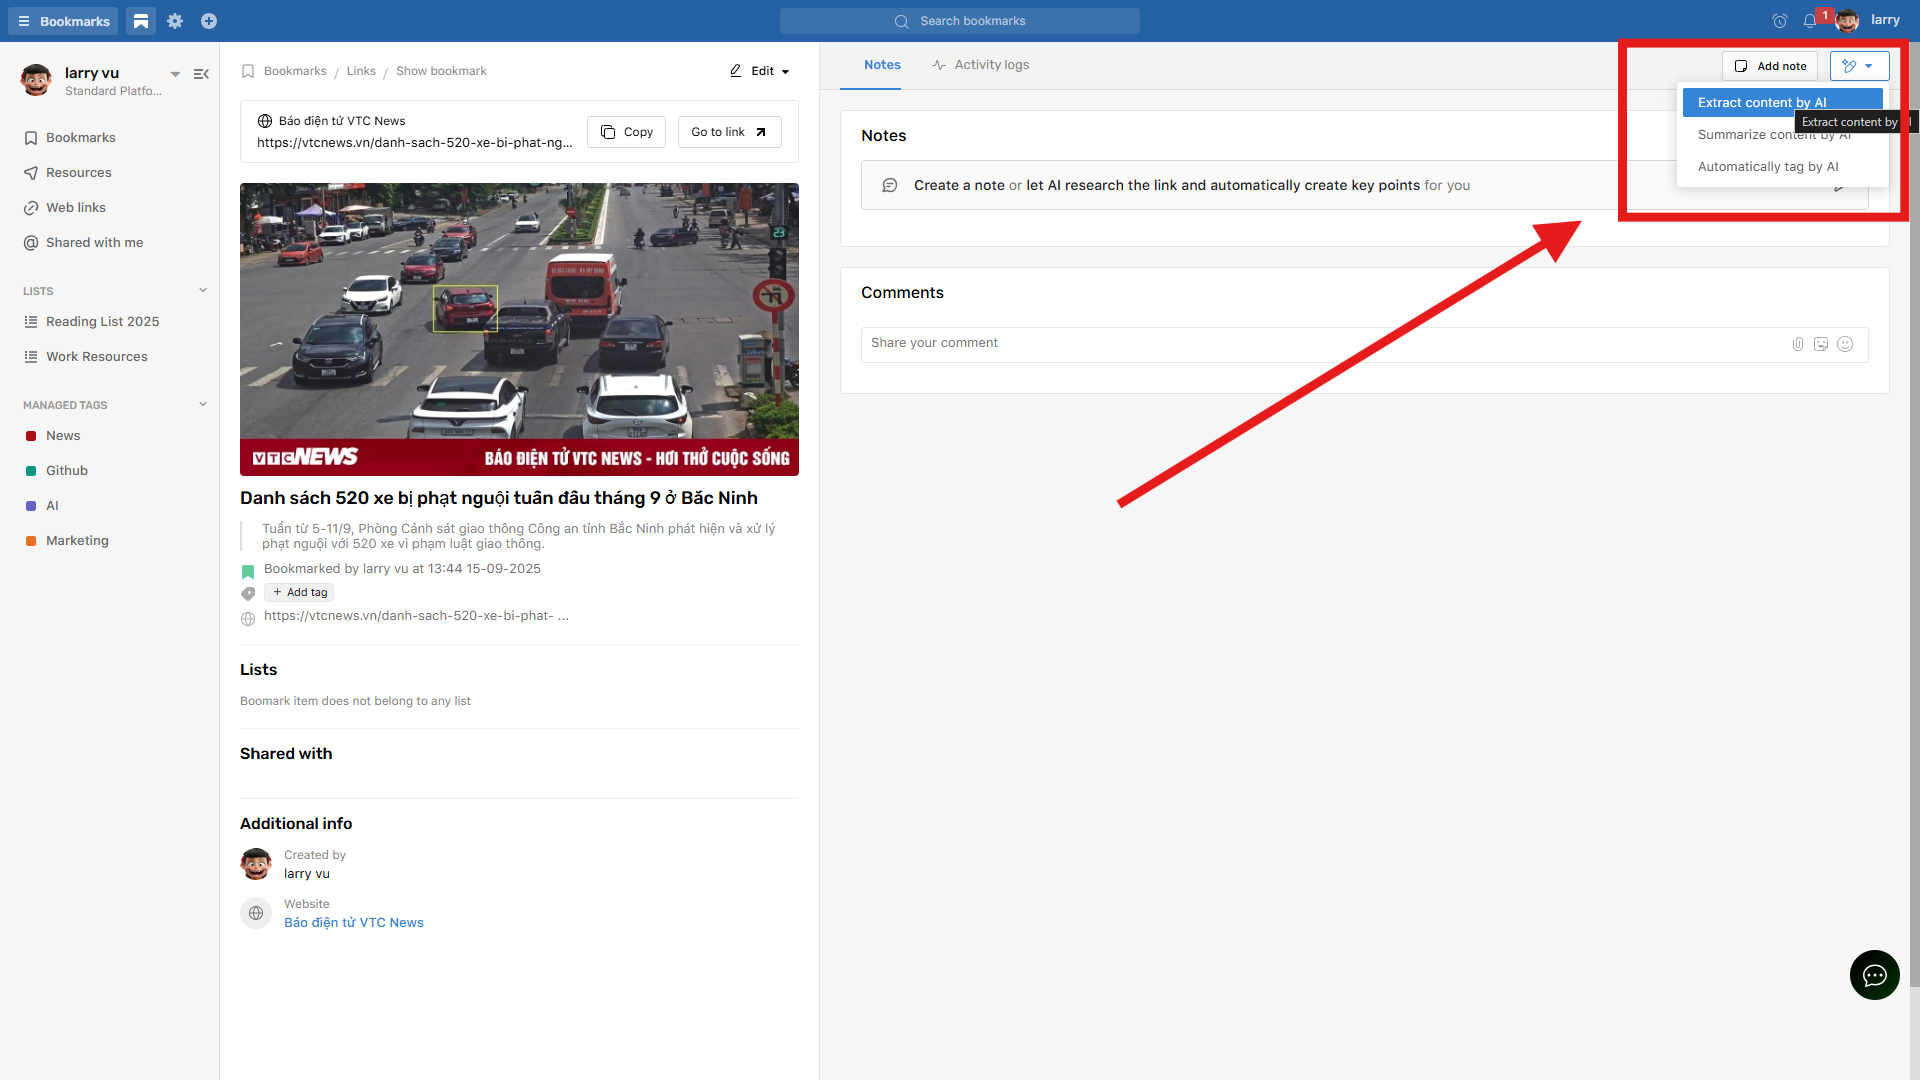 Bookmarks
Search bookmarks
1
larry
larry vu
Standard Platfo...
Bookmarks
Resources
Web links
Shared with me
LISTS
Reading List 2025
Work Resources
MANAGED TAGS
News
Github
AI
Marketing
Bookmarks / Links / Show bookmark
Edit
Báo điện tử VTC News
https://vtcnews.vn/danh-sach-520-xe-bi-phat-ng...
Copy
Go to link
23
VTC NEWS
BÁO ĐIỆN TỬ VTC NEWS - HƠI THỞ CUỘC SỐNG
Danh sách 520 xe bị phạt nguội tuần đầu tháng 9 ở Bắc Ninh
Tuần từ 5-11/9, Phòng Cảnh sát giao thông Công an tỉnh Bắc Ninh phát hiện và xử lý
phạt nguội với 520 xe vi phạm luật giao thông.
Bookmarked by larry vu at 13:44 15-09-2025
+ Add tag
https://vtcnews.vn/danh-sach-520-xe-bi-phat- ...
Lists
Boomark item does not belong to any list
Shared with
Additional info
Created by
larry vu
Website
Báo điện tử VTC News
Notes
Activity logs
Add note
Extract content by AI
Extract content by
Summarize content by AI
Automatically tag by AI
Notes
Create a note or let AI research the link and automatically create key points for you
Comments
Share your comment